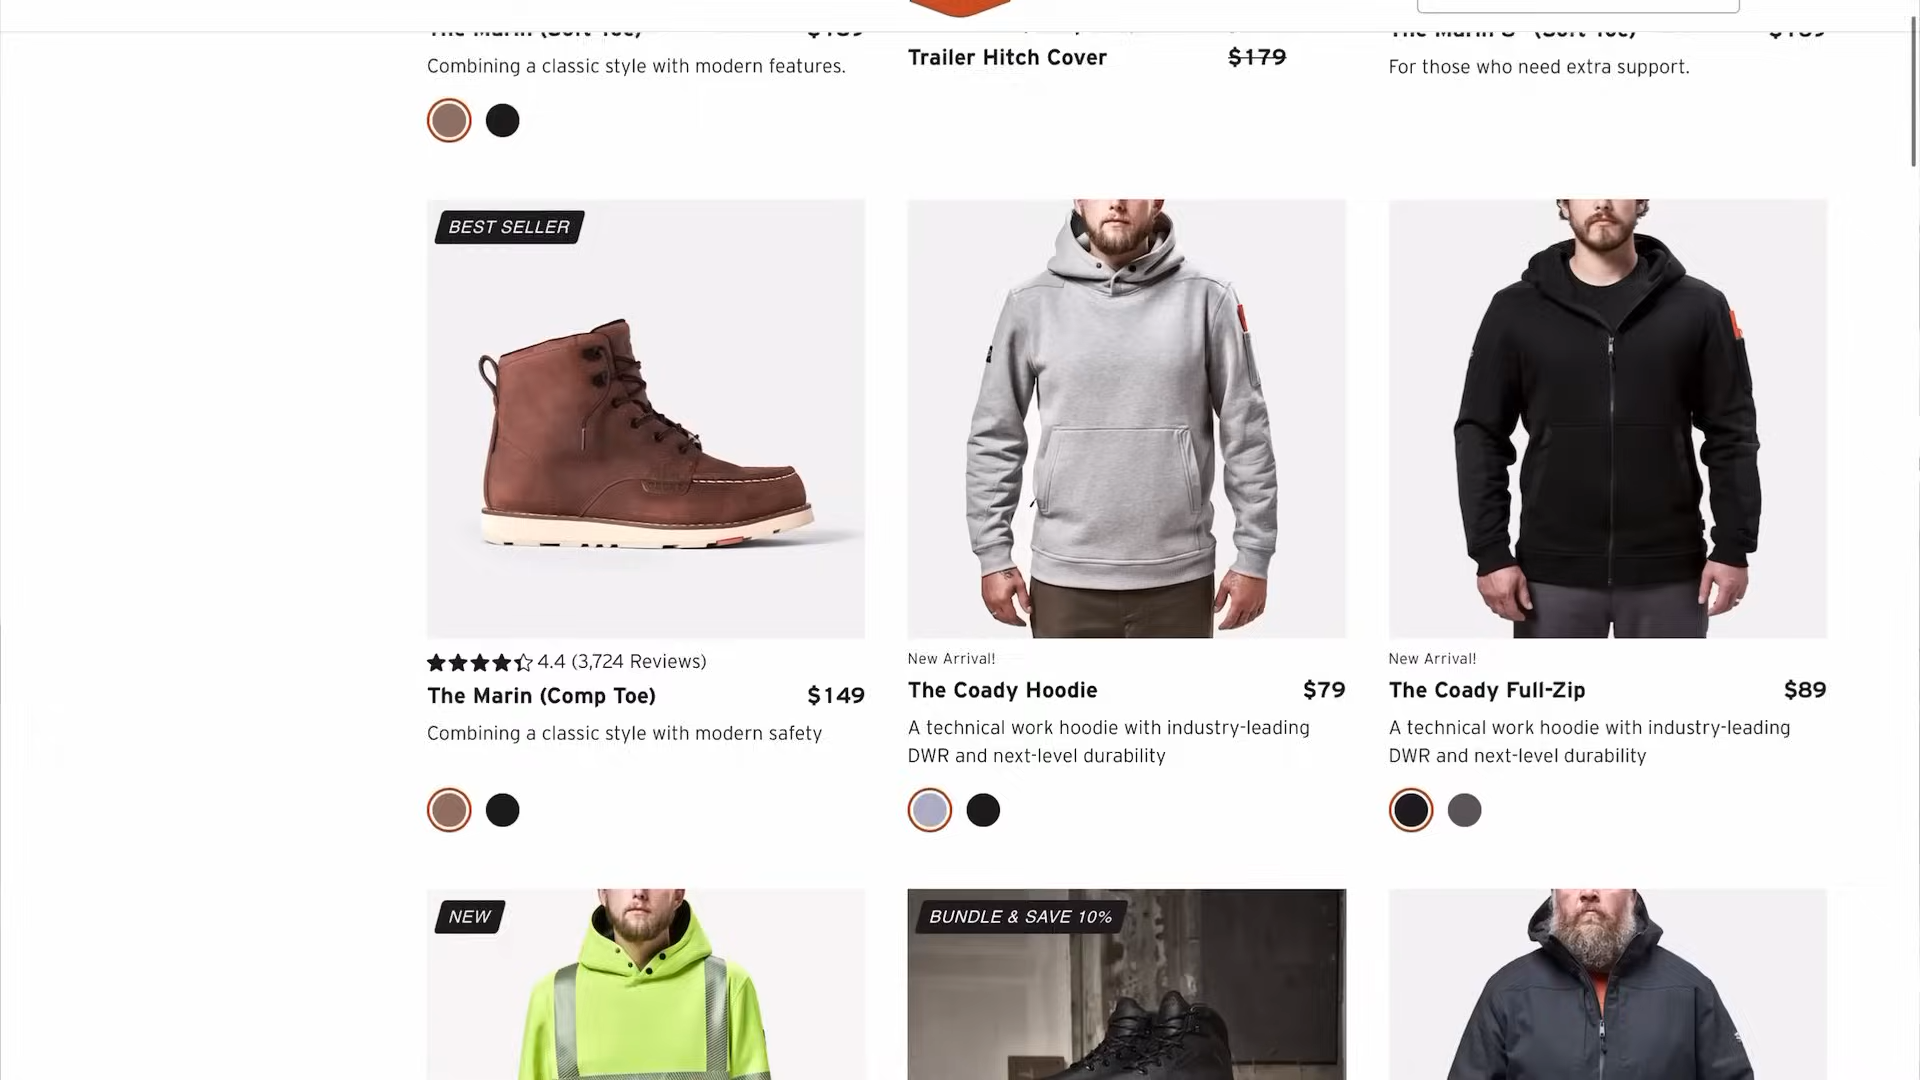 Combining a classic style with modern features.
Trailer Hitch Cover $179
For those who need extra support.
BEST SELLER
4.4 (3,724 Reviews)
The Marin (Comp Toe) $149
Combining a classic style with modern safety
New Arrival!
The Coady Hoodie $79
A technical work hoodie with industry-leading
DWR and next-level durability
New Arrival!
The Coady Full-Zip $89
A technical work hoodie with industry-leading
DWR and next-level durability
NEW
BUNDLE & SAVE 10%